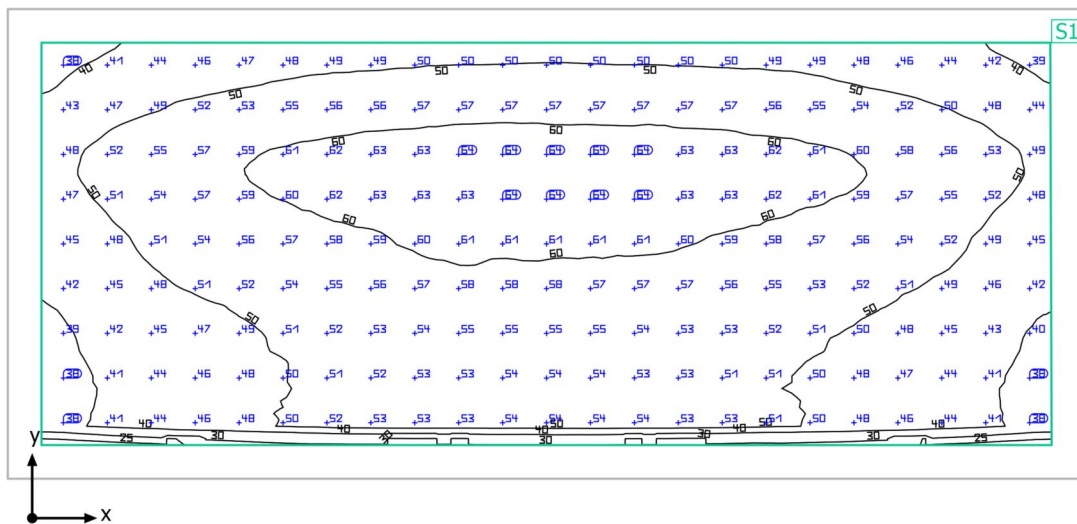 S1
38 41 44 46 47 48 49 49 50 50 50 50 50 50 50 50 49 49 48 46 44 42 39
40 50 50 50 40
43 47 49 52 53 55 56 56 57 57 57 57 57 57 57 57 56 55 54 52 50 48 44
50 50
60 60 60
48 52 55 57 59 61 62 63 63 64 64 64 64 64 63 63 62 61 60 58 56 53 49
50 50
47 51 54 57 59 60 62 63 63 63 64 64 64 64 63 63 62 61 59 57 55 52 48
60 60
45 48 51 54 56 57 58 59 60 61 61 61 61 61 60 59 58 57 56 54 52 49 45
60
42 45 48 51 52 54 55 56 57 58 58 58 57 57 57 56 55 53 52 51 49 46 42
50 50
39 42 45 47 49 51 52 53 54 55 55 55 55 54 53 53 52 51 50 48 45 43 40
38 41 44 46 48 50 51 52 53 53 54 54 54 53 53 51 51 50 48 47 44 41 38
38 41 44 46 48 50 52 53 53 53 54 54 54 54 53 53 51 50 48 46 44 41 38
40 40 40 50 50 40 40
25 30 30 30 30 25
y
x